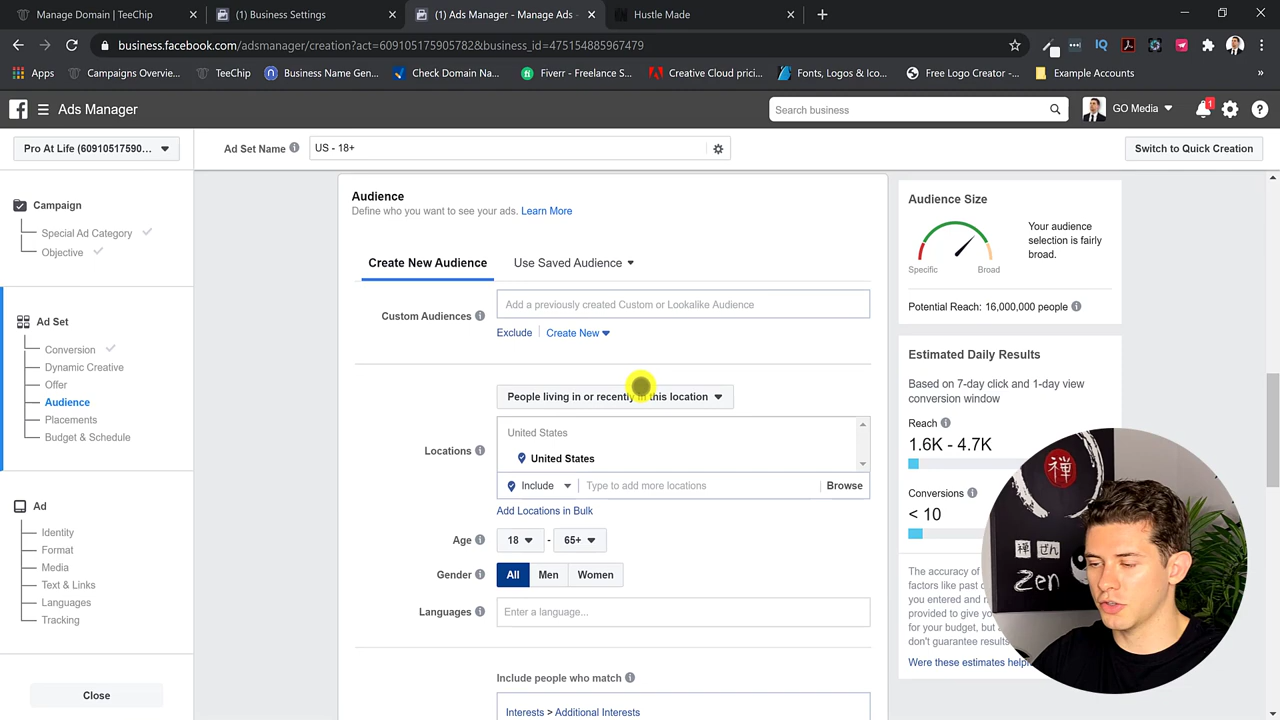 Manage Domain | TeeChip
(1) Business Settings
(1) Ads Manager - Manage Ads -
Hustle Made
business.facebook.com/adsmanager/creation?act=609105175905782&business_id=475154885967479
Apps
Campaigns Overvie...
TeeChip
Business Name Gen...
Check Domain Na...
Fiverr - Freelance S...
Creative Cloud prici...
Fonts, Logos & Ico...
Free Logo Creator -...
Example Accounts
Ads Manager
Search business
GO Media
1
Pro At Life (60910517590...
Ad Set Name
US - 18+
Switch to Quick Creation
Campaign
Special Ad Category
Objective
Ad Set
Conversion
Dynamic Creative
Offer
Audience
Placements
Budget & Schedule
Ad
Identity
Format
Media
Text & Links
Languages
Tracking
Close
Audience
Define who you want to see your ads. Learn More
Create New Audience
Use Saved Audience
Custom Audiences
Add a previously created Custom or Lookalike Audience
Exclude
Create New
People living in or recently in this location
Locations
United States
United States
Include
Type to add more locations
Browse
Add Locations in Bulk
Age
18 - 65+
Gender
All
Men
Women
Languages
Enter a language...
Include people who match
Interests > Additional Interests
Audience Size
Specific
Broad
Your audience
selection is fairly
broad.
Potential Reach: 16,000,000 people
Estimated Daily Results
Based on 7-day click and 1-day view
conversion window
Reach
1.6K - 4.7K
Conversions
< 10
The accuracy of
factors like past
you entered and
provided to give
for your budget, but
don't guarantee results
Were these estimates
禅
禅
ぜん
Zen